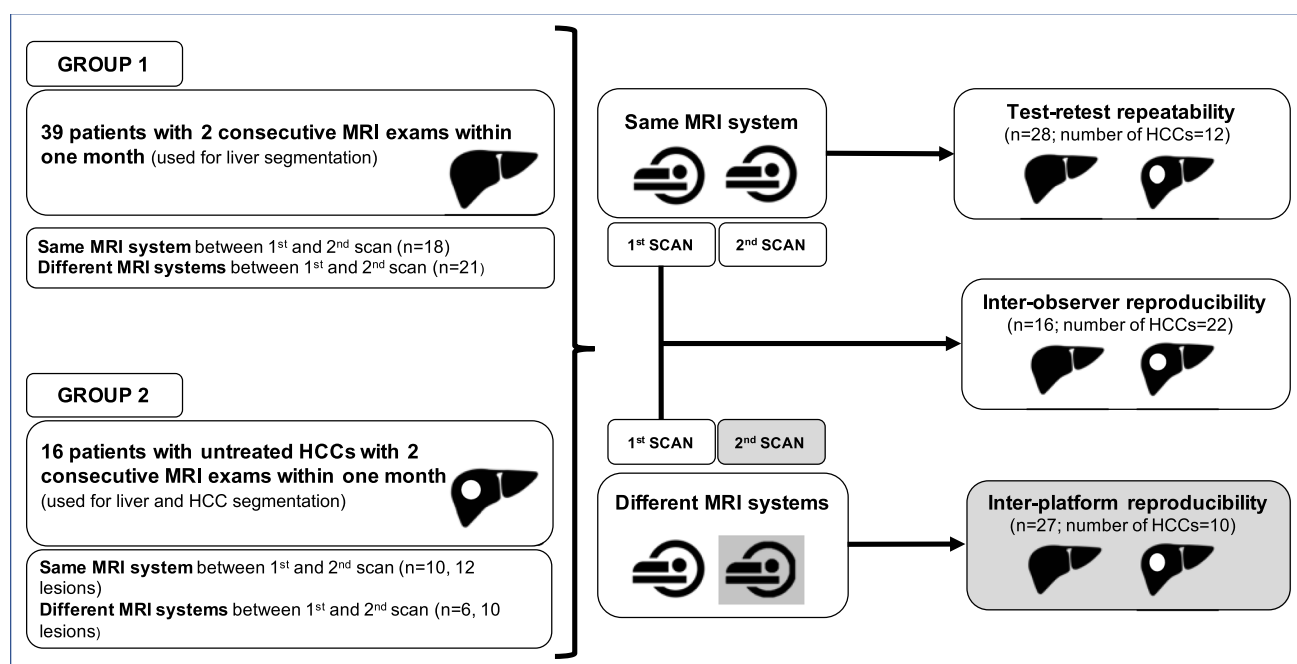 GROUP 1
39 patients with 2 consecutive MRI exams within
one month (used for liver segmentation)
Same MRI system between 1st and 2nd scan (n=18)
Different MRI systems between 1st and 2nd scan (n=21)
GROUP 2
16 patients with untreated HCCs with 2
consecutive MRI exams within one month
(used for liver and HCC segmentation)
Same MRI system between 1st and 2nd scan (n=10, 12
lesions)
Different MRI systems between 1st and 2nd scan (n=6, 10
lesions)
Same MRI system
1st SCAN
2nd SCAN
1st SCAN
2nd SCAN
Different MRI systems
Test-retest repeatability
(n=28; number of HCCs=12)
Inter-observer reproducibility
(n=16; number of HCCs=22)
Inter-platform reproducibility
(n=27; number of HCCs=10)